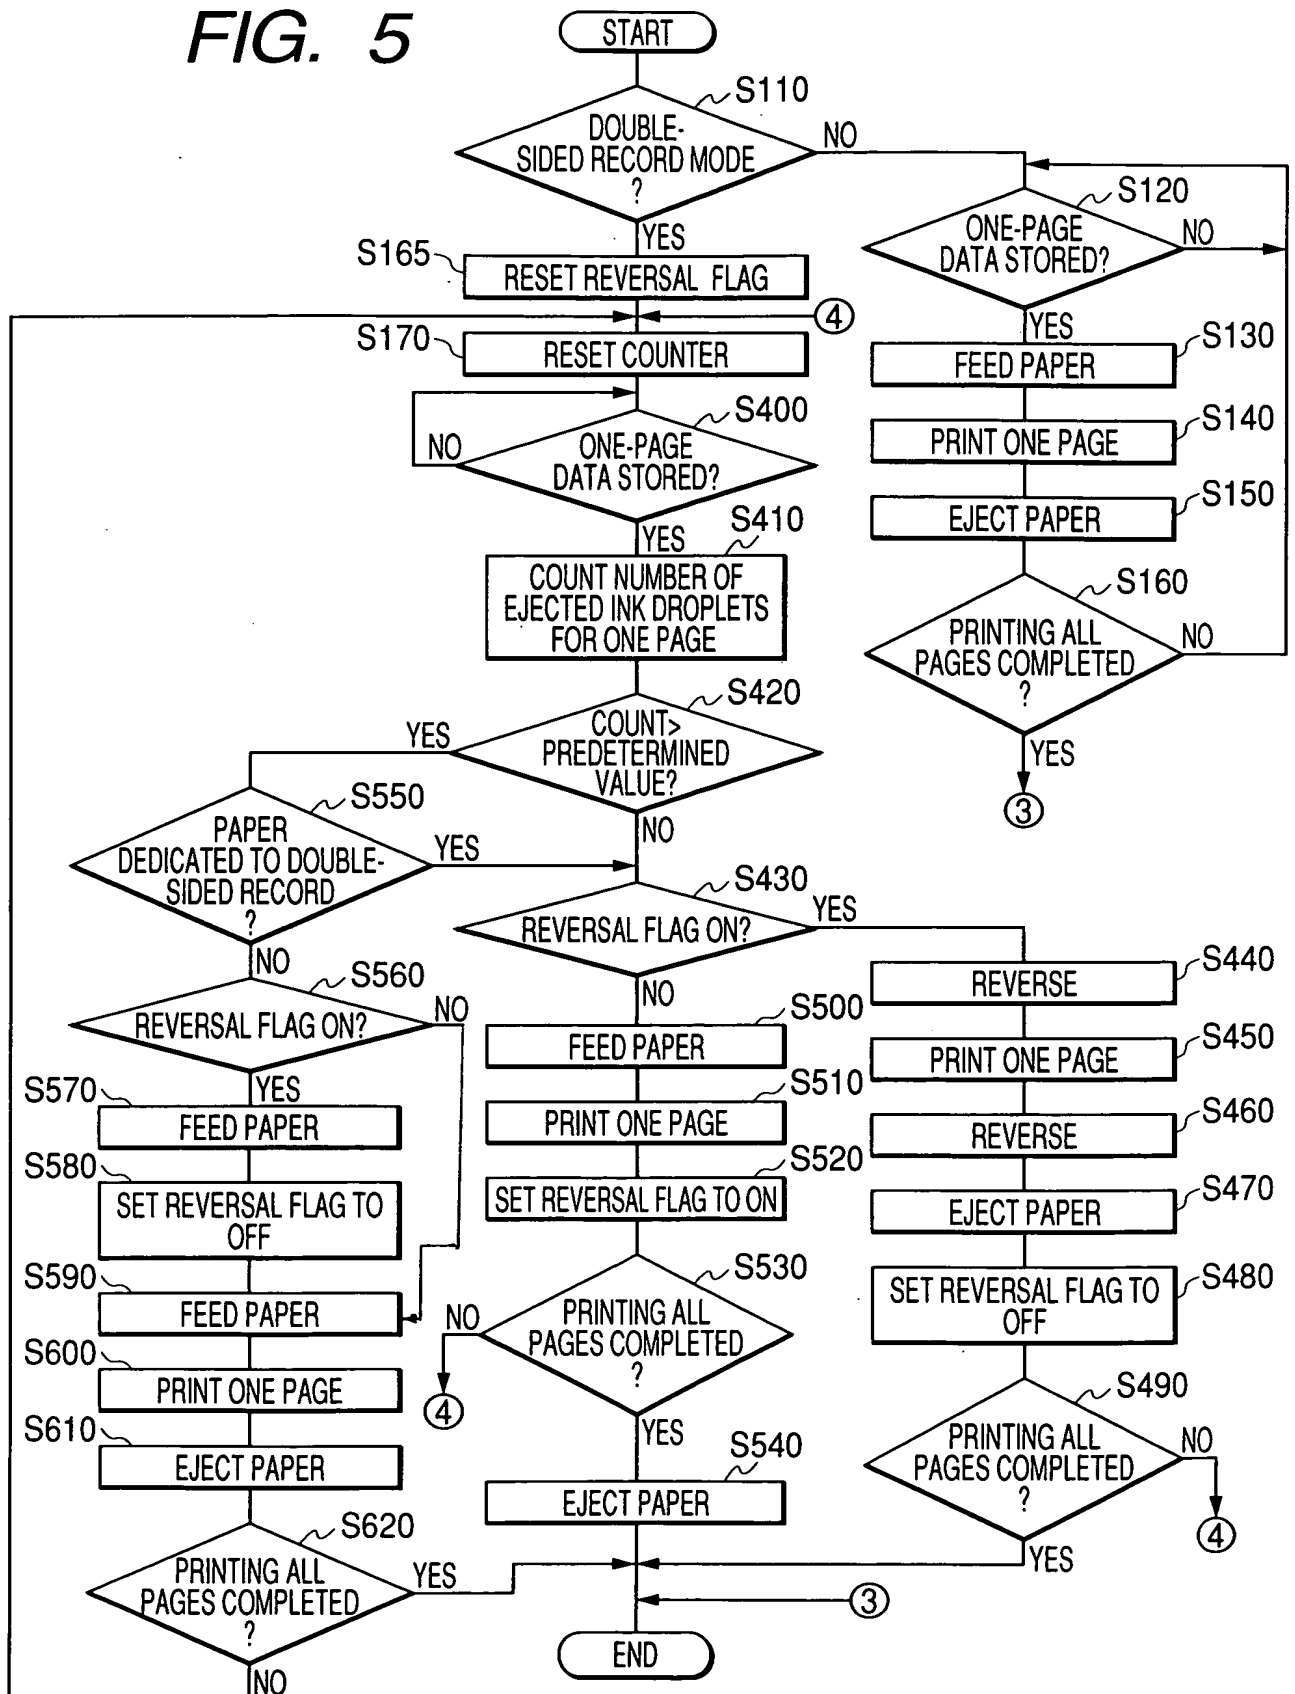 FIG. 5
START
S110
DOUBLE-
SIDED RECORD MODE
?
NO
YES
S165
RESET REVERSAL FLAG
4
S170
RESET COUNTER
S400
ONE-PAGE
DATA STORED?
NO
YES
S410
COUNT NUMBER OF
EJECTED INK DROPLETS
FOR ONE PAGE
S420
COUNT>
PREDETERMINED
VALUE?
YES
NO
S120
ONE-PAGE
DATA STORED?
NO
YES
S130
FEED PAPER
S140
PRINT ONE PAGE
S150
EJECT PAPER
S160
PRINTING ALL
PAGES COMPLETED
?
NO
YES
3
S550
PAPER
DEDICATED TO DOUBLE-
SIDED RECORD
?
YES
NO
S560
REVERSAL FLAG ON?
NO
YES
S570
FEED PAPER
S580
SET REVERSAL FLAG TO
OFF
S590
FEED PAPER
S600
PRINT ONE PAGE
S610
EJECT PAPER
S620
PRINTING ALL
PAGES COMPLETED
?
YES
NO
S430
REVERSAL FLAG ON?
YES
NO
S500
FEED PAPER
S510
PRINT ONE PAGE
S520
SET REVERSAL FLAG TO ON
S530
PRINTING ALL
PAGES COMPLETED
?
NO
4
YES
S540
EJECT PAPER
S440
REVERSE
S450
PRINT ONE PAGE
S460
REVERSE
S470
EJECT PAPER
S480
SET REVERSAL FLAG TO
OFF
S490
PRINTING ALL
PAGES COMPLETED
?
NO
4
YES
3
END